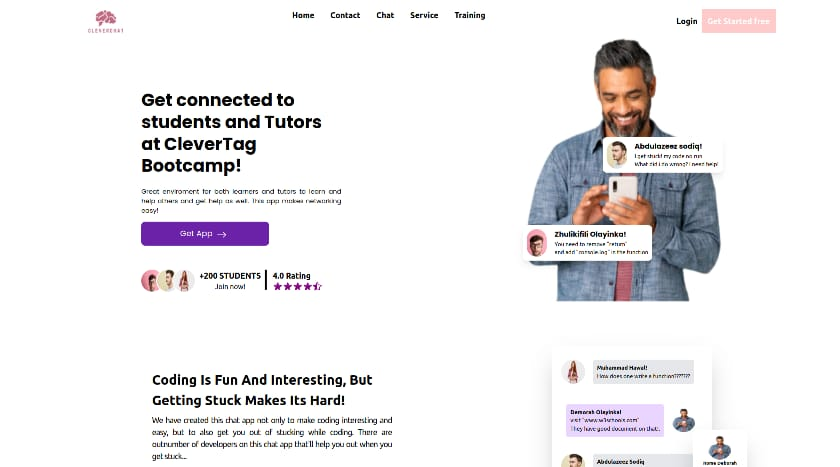 CLEVERCHAT
Home Contact Chat Service Training
Login Get Started free
Get connected to
students and Tutors
at CleverTag
Bootcamp!
Great enviroment for both learners and tutors to learn and
help others and get help as well. This app makes networking
easy!
Get App →
+200 STUDENTS
Join now!
4.0 Rating
Abdulazeez sodiq!
I get stuck! my code no run
What did i do wrong? i need help!
Zhulikifili Olayinka!
You need to remove "return"
and add "console.log" is the function
Coding Is Fun And Interesting, But
Getting Stuck Makes Its Hard!
We have created this chat app not only to make coding interesting and
easy, but to also get you out of stucking while coding. There are
outnumber of developers on this chat app that'll help you out when you
get stuck...
Muhammad Hawal!
How does one write a function???????
Demorah Olayinka!
visit "www.w3schools.com"
They have good document on that!.
Abdulazeez Sodiq
Name Deborah